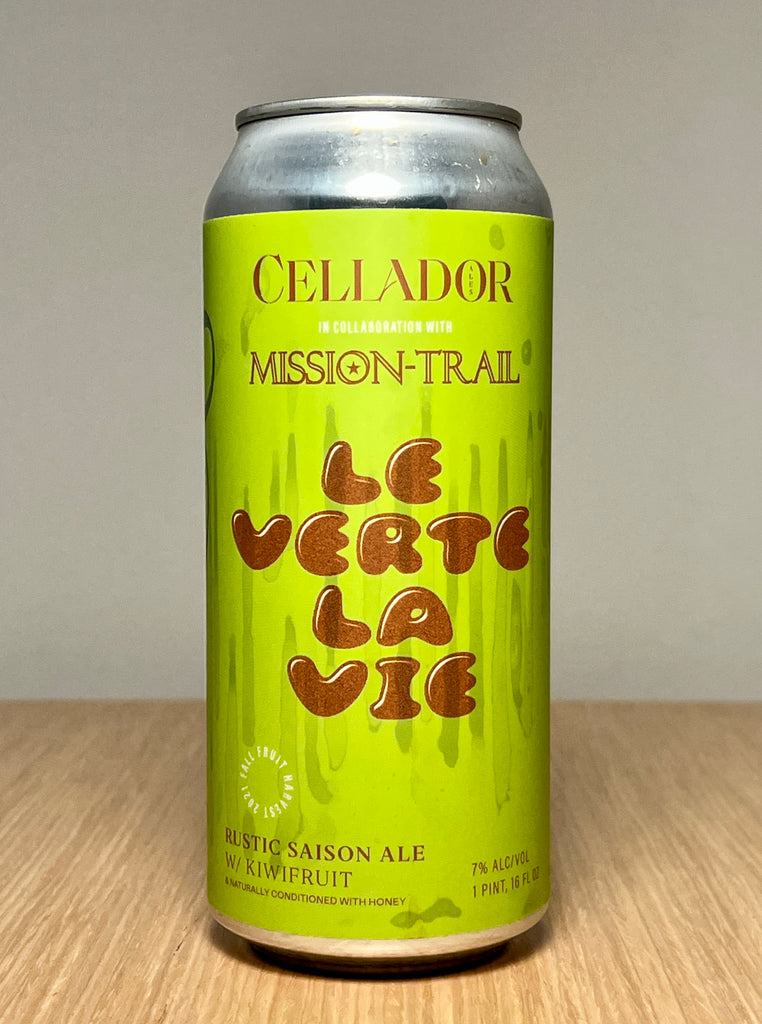 CELLADOR
ALES
IN COLLABORATION WITH
MISSION-TRAIL
LE
VERTE
LA
VIE
FALL FRUIT HARVEST 2021
RUSTIC SAISON ALE
W/ KIWIFRUIT
& NATURALLY CONDITIONED WITH HONEY
7% ALC/VOL
1 PINT, 16 FL OZ